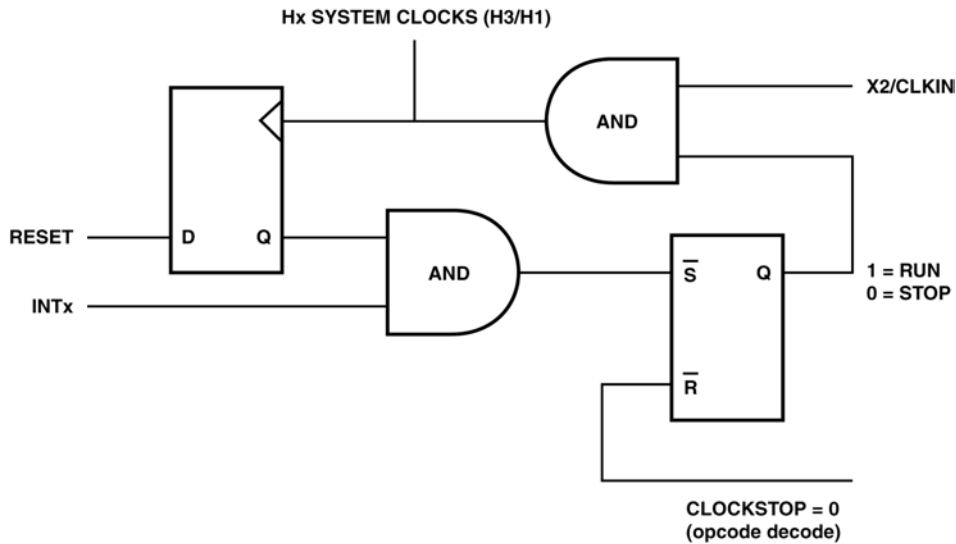 Hx SYSTEM CLOCKS (H3/H1)
AND
X2/CLKIN
RESET
D
Q
AND
INTx
S̅
Q
1 = RUN
0 = STOP
R̅
CLOCKSTOP = 0
(opcode decode)